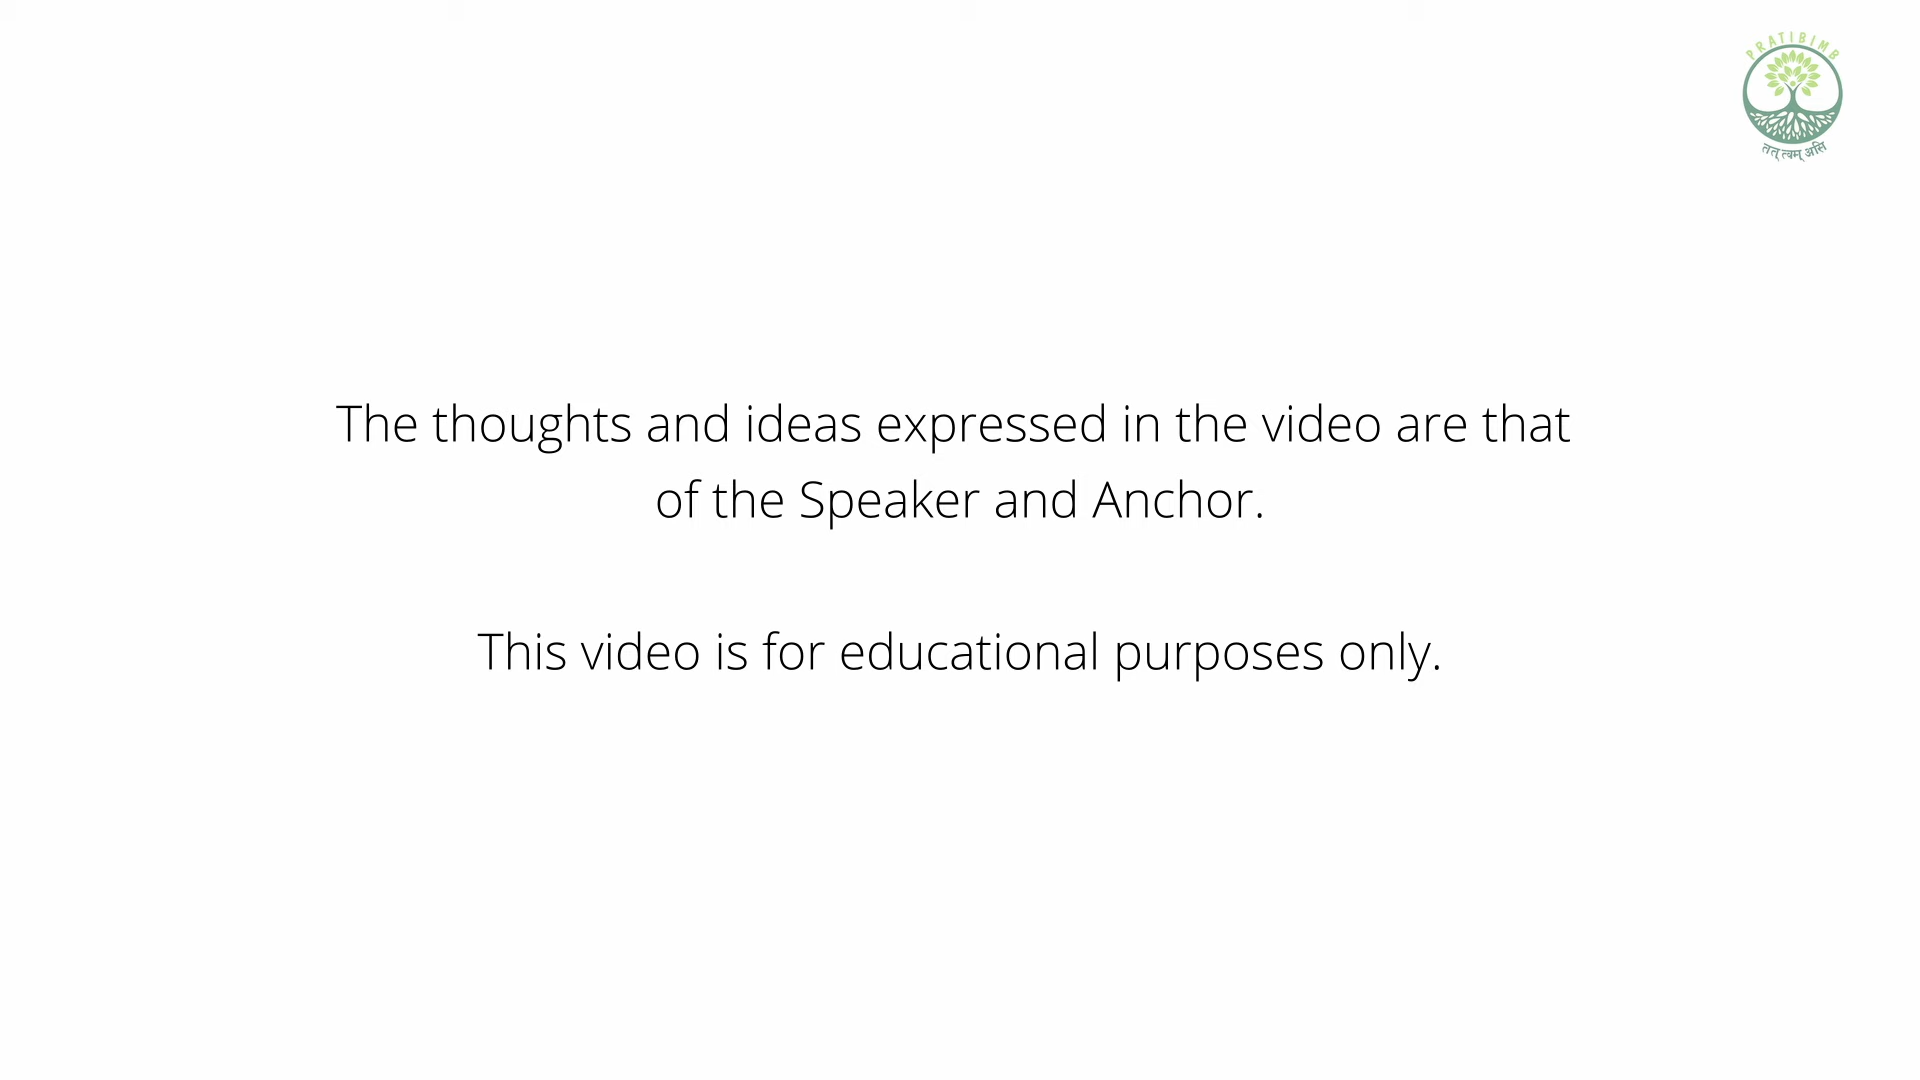 PRATIBIMB
तत् त्वम् असि
The thoughts and ideas expressed in the video are that
of the Speaker and Anchor.
This video is for educational purposes only.